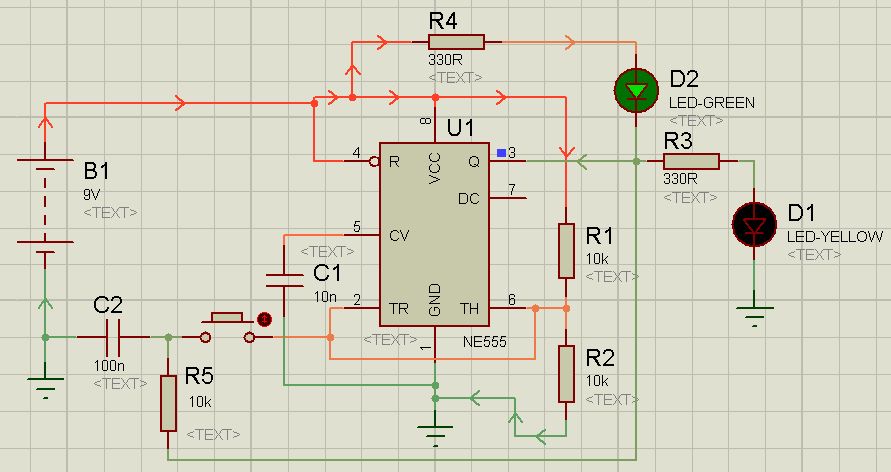 R4
330R
<TEXT>
D2
LED-GREEN
<TEXT>
U1
8
B1
9V
<TEXT>
4
R
VCC
Q
3
R3
330R
<TEXT>
DC
7
D1
LED-YELLOW
<TEXT>
5
CV
<TEXT>
C1
10n
R1
10k
<TEXT>
2
TR
GND
TH
6
C2
100n
<TEXT>
<TEXT>
1
NE555
R2
10k
<TEXT>
R5
10k
<TEXT>